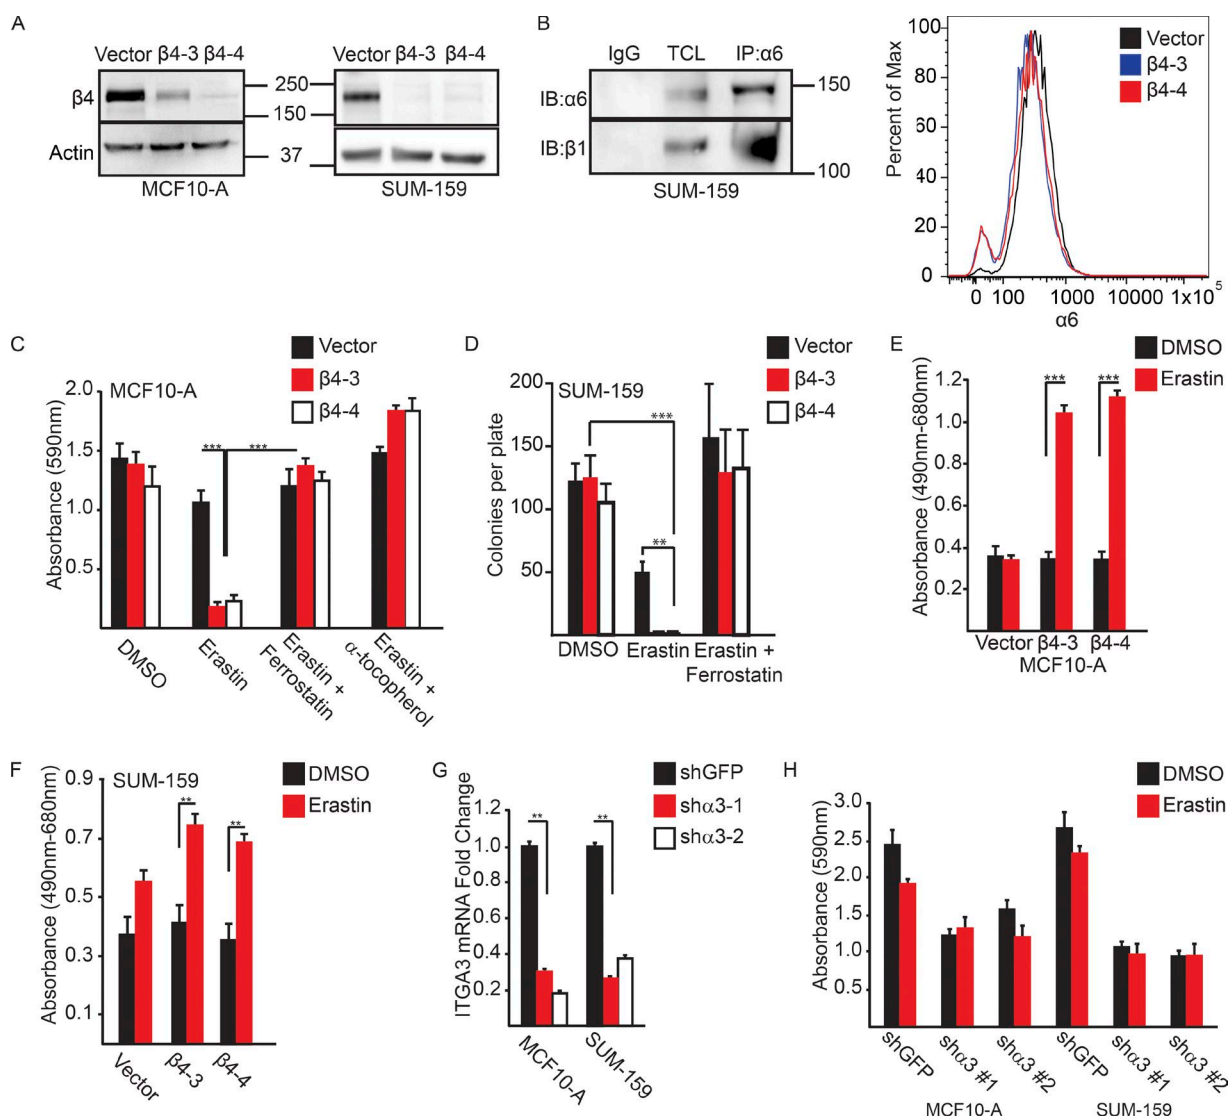 A
Vector β4-3 β4-4
β4
Actin
250
150
37
MCF10-A
SUM-159
Vector β4-3 β4-4
B
IgG TCL IP:α6
IB:α6
IB:β1
150
100
SUM-159
Percent of Max
100
80
60
40
20
0
0 100 1000 10000 1x10⁵
α6
Vector
β4-3
β4-4
C
MCF10-A
Vector
β4-3
β4-4
Absorbance (590nm)
2.0
1.5
1.0
0.5
*** ***
DMSO
Erastin
Erastin +
Ferrostatin
Erastin +
α-tocopherol
D
SUM-159
Vector
β4-3
β4-4
Colonies per plate
200
150
100
50
***
**
DMSO Erastin Erastin +
Ferrostatin
E
DMSO
Erastin
Absorbance (490nm-680nm)
1.2
1.0
0.8
0.6
0.4
0.2
*** ***
Vector β4-3 β4-4
MCF10-A
F
SUM-159
DMSO
Erastin
Absorbance (490nm-680nm)
0.9
0.7
0.5
0.3
0.1
** **
Vector
β4-3
β4-4
G
shGFP
shα3-1
shα3-2
ITGA3 mRNA Fold Change
1.2
1.0
0.8
0.6
0.4
0.2
** **
MCF10-A
SUM-159
H
DMSO
Erastin
Absorbance (590nm)
3.0
2.5
2.0
1.5
1.0
0.5
shGFP
shα3 #1
shα3 #2
shGFP
shα3 #1
shα3 #2
MCF10-A SUM-159